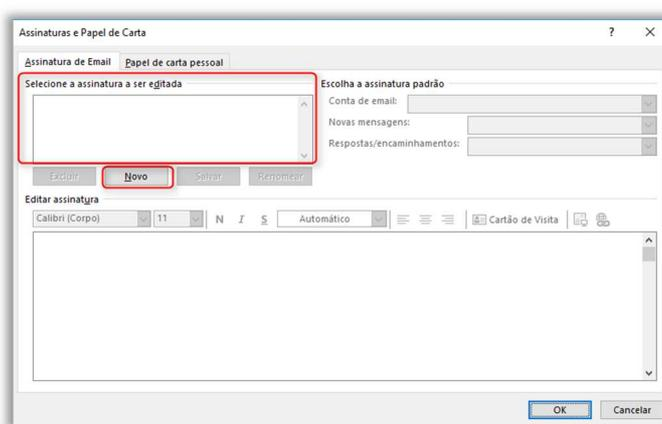 Assinaturas e Papel de Carta ? X
Assinatura de Email Papel de carta pessoal
Selecione a assinatura a ser editada Escolha a assinatura padrão
Conta de email:
Novas mensagens:
Respostas/encaminhamentos:
Excluir Novo Salvar Renomear
Editar assinatura
Calibri (Corpo) 11 N I S Automático Cartão de Visita
OK Cancelar